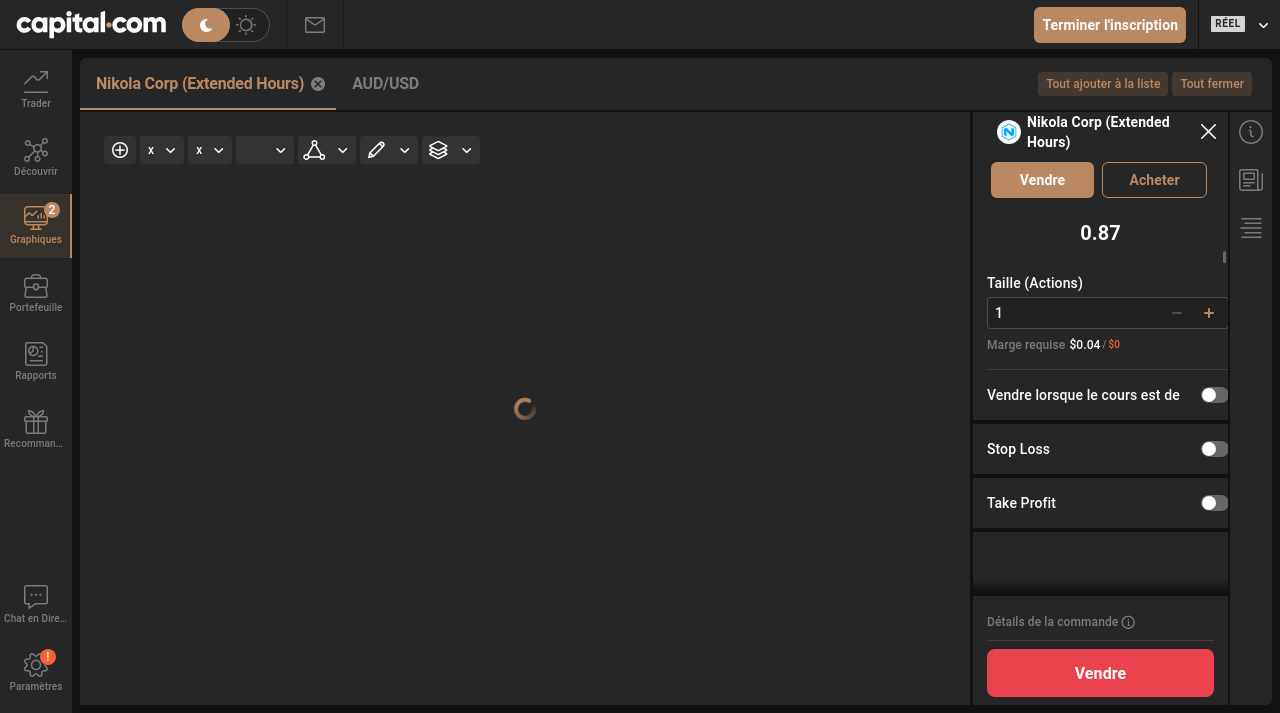 capital.com
Terminer l'inscription
RÉEL
Trader
Découvrir
2
Graphiques
Portefeuille
Rapports
Recomman...
Chat en Dire...
!
Paramètres
Nikola Corp (Extended Hours)
AUD/USD
Tout ajouter à la liste
Tout fermer
x
x
Nikola Corp (Extended
Hours)
Vendre
Acheter
0.87
Taille (Actions)
1
Marge requise $0.04 / $0
Vendre lorsque le cours est de
Stop Loss
Take Profit
Détails de la commande
Vendre